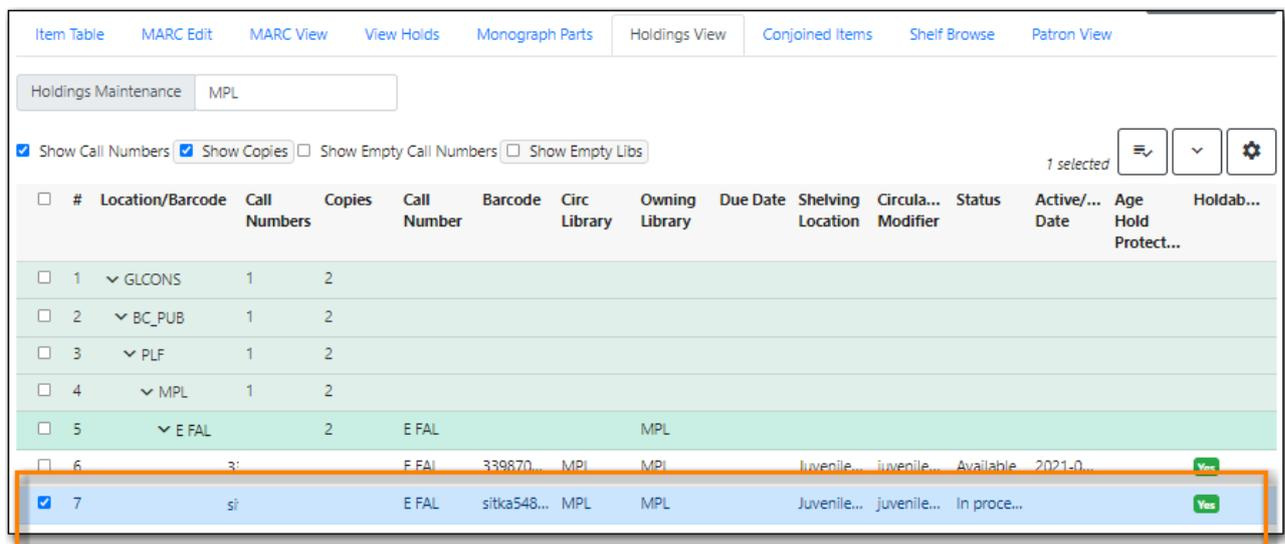 Item Table MARC Edit MARC View View Holds Monograph Parts Holdings View Conjoined Items Shelf Browse Patron View
Holdings Maintenance MPL
Show Call Numbers Show Copies Show Empty Call Numbers Show Empty Libs
1 selected
# Location/Barcode Call Numbers Copies Call Number Barcode Circ Library Owning Library Due Date Shelving Location Circula... Modifier Status Active/... Date Age Hold Protect... Holdab...
1 GLCONS 1 2
2 BC_PUB 1 2
3 PLF 1 2
4 MPL 1 2
5 E FAL 2 E FAL MPL
6 E FAL 339870... MPL MPL Juvenile... juvenile... Available 2021-0... Yes
7 E FAL sitka548... MPL MPL Juvenile... juvenile... In proce... Yes